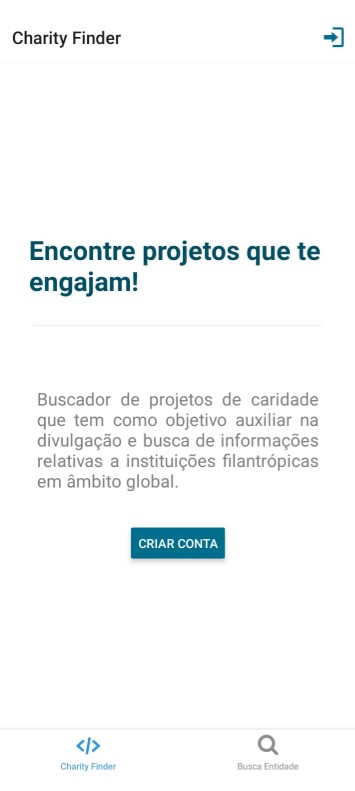 Charity Finder
Encontre projetos que te
engajam!
Buscador de projetos de caridade
que tem como objetivo auxiliar na
divulgação e busca de informações
relativas a instituições filantrópicas
em âmbito global.
CRIAR CONTA
Charity Finder
Busca Entidade